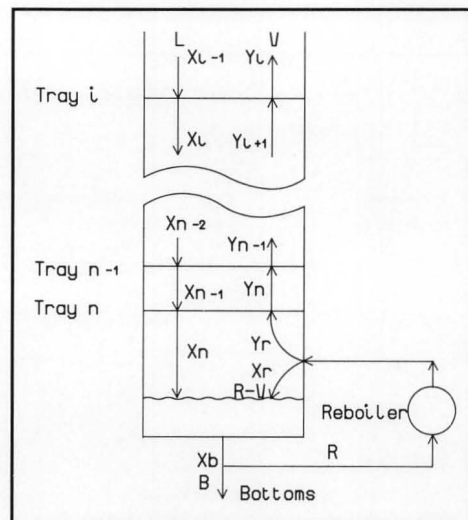 L V
Xi-1 Yi
Tray i
Xi Yi+1
Xn-2 Yn-1
Tray n-1
Xn-1 Yn
Tray n
Xn Yr
Xr
R-V
Reboiler
Xb R
B Bottoms